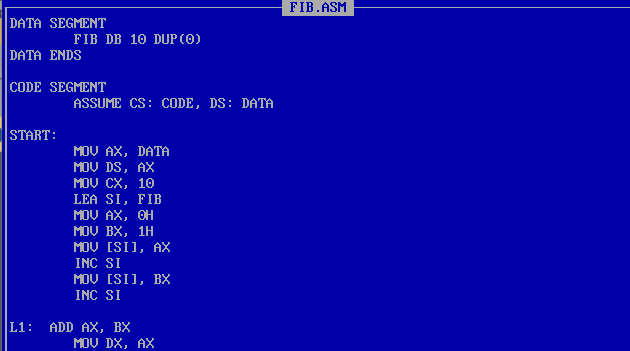 FIB.ASM
DATA SEGMENT
FIB DB 10 DUP(0)
DATA ENDS
CODE SEGMENT
ASSUME CS: CODE, DS: DATA
START:
MOV AX, DATA
MOV DS, AX
MOV CX, 10
LEA SI, FIB
MOV AX, 0H
MOV BX, 1H
MOV [SI], AX
INC SI
MOV [SI], BX
INC SI
L1: ADD AX, BX
MOV DX, AX